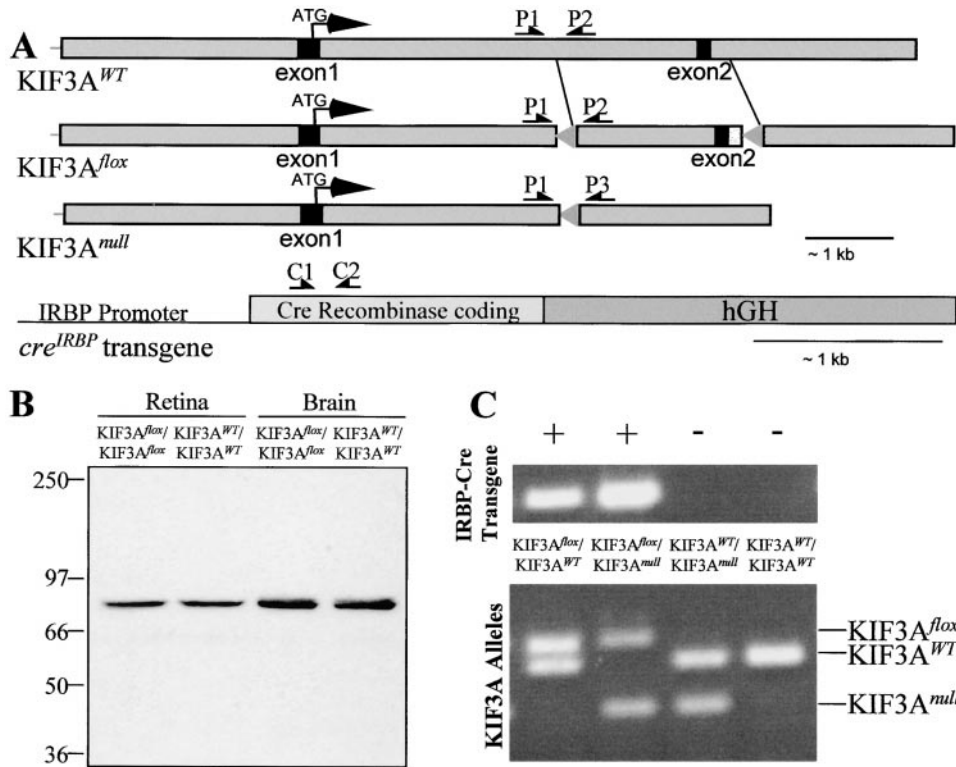 A
ATG
P1 P2
exon1
exon2
KIF3A^WT
ATG
P1 P2
exon1
exon2
KIF3A^flox
ATG
P1 P3
exon1
KIF3A^null
~ 1 kb
C1 C2
IRBP Promoter
Cre Recombinase coding
hGH
cre^IRBP transgene
~ 1 kb
B
Retina
Brain
KIF3A^flox/ KIF3A^WT/ KIF3A^flox/ KIF3A^WT/
KIF3A^flox KIF3A^WT KIF3A^flox KIF3A^WT
250
97
66
50
36
C
+ + - -
IRBP-Cre
Transgene
KIF3A^flox/ KIF3A^flox/ KIF3A^WT/ KIF3A^WT/
KIF3A^WT KIF3A^null KIF3A^null KIF3A^WT
KIF3A Alleles
KIF3A^flox
KIF3A^WT
KIF3A^null